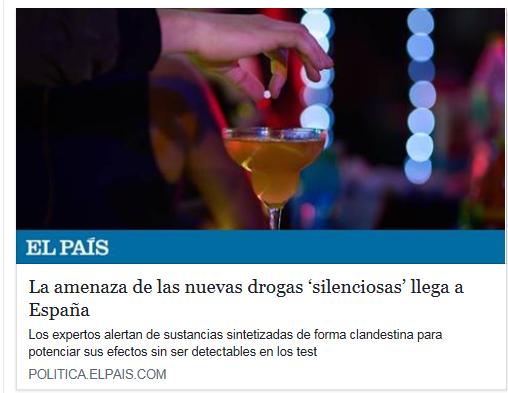 EL PAÍS
La amenaza de las nuevas drogas ‘silenciosas’ llega a
España
Los expertos alertan de sustancias sintetizadas de forma clandestina para
potenciar sus efectos sin ser detectables en los test
POLITICA.ELPAIS.COM